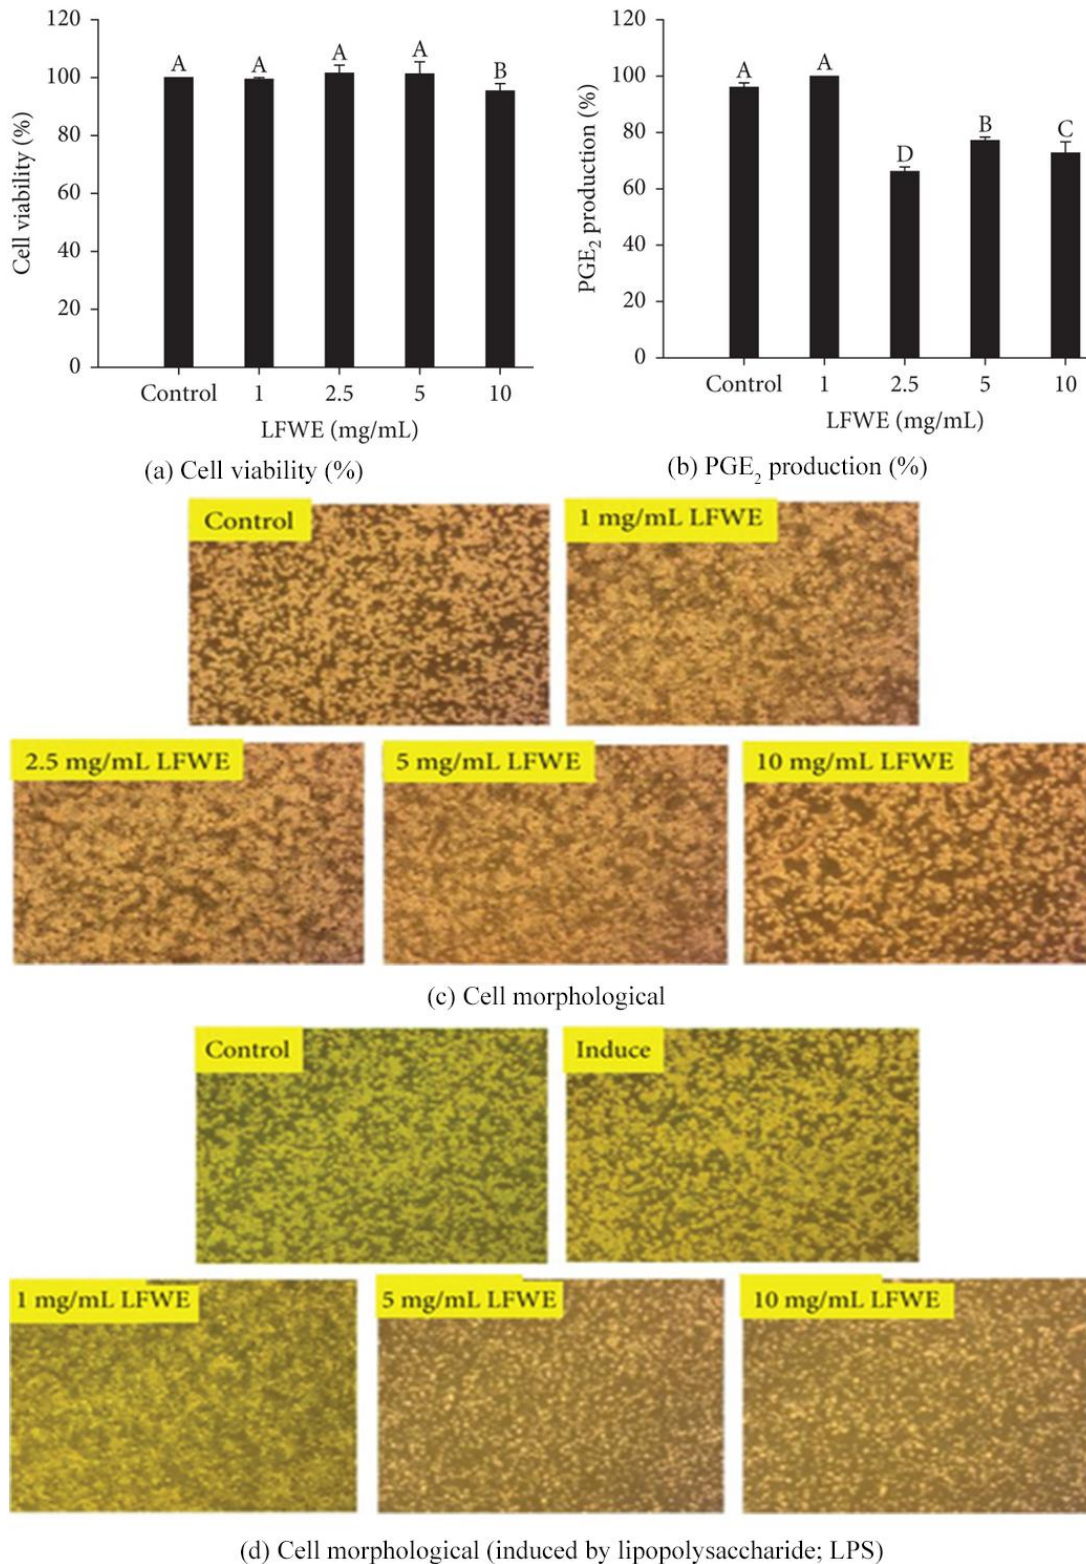 120
100
80
60
40
20
0
Cell viability (%)
A
A
A
A
B
Control 1 2.5 5 10
LFWE (mg/mL)
(a) Cell viability (%)
120
100
80
60
40
20
0
PGE₂ production (%)
A
A
D
B
C
Control 1 2.5 5 10
LFWE (mg/mL)
(b) PGE₂ production (%)
Control
1 mg/mL LFWE
2.5 mg/mL LFWE
5 mg/mL LFWE
10 mg/mL LFWE
(c) Cell morphological
Control
Induce
1 mg/mL LFWE
5 mg/mL LFWE
10 mg/mL LFWE
(d) Cell morphological (induced by lipopolysaccharide; LPS)